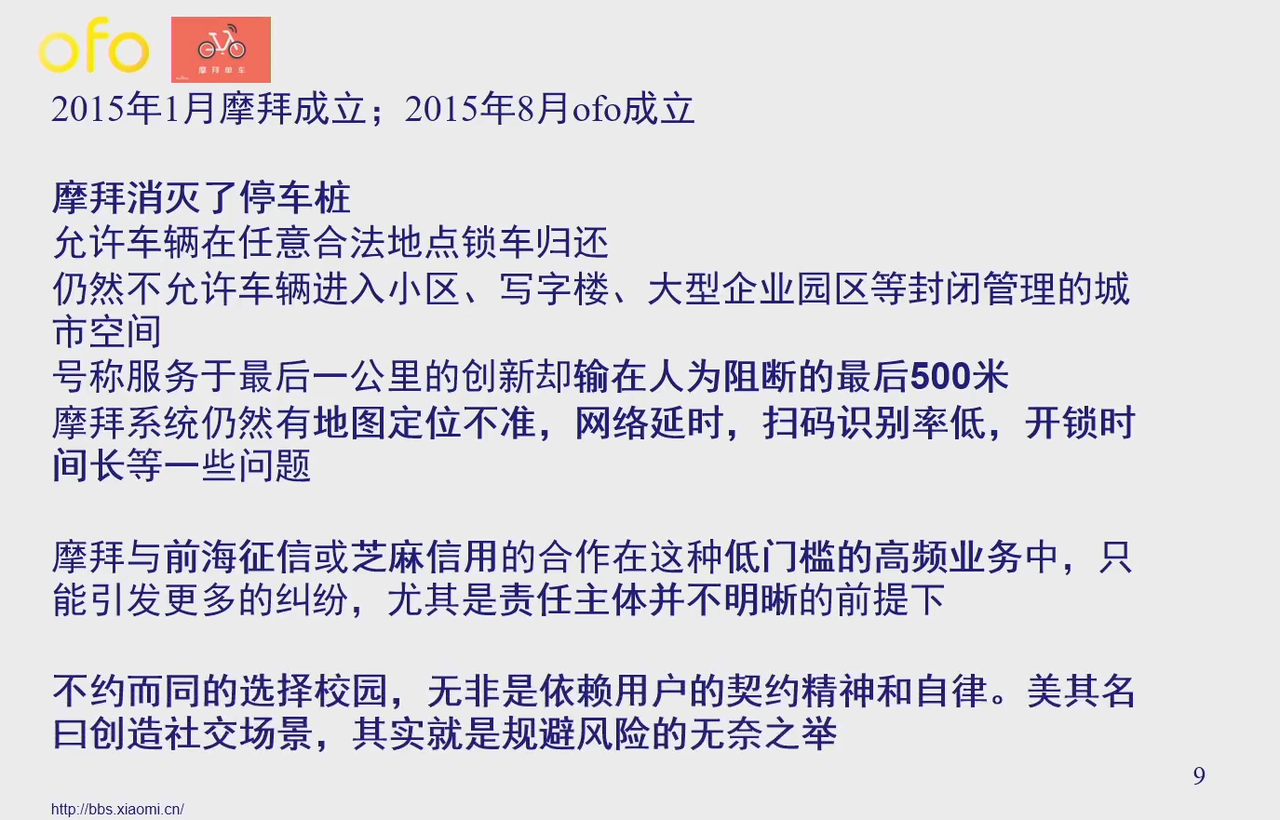 ofo
摩拜单车
2015年1月摩拜成立；2015年8月ofo成立
摩拜消灭了停车桩
允许车辆在任意合法地点锁车归还
仍然不允许车辆进入小区、写字楼、大型企业园区等封闭管理的城
市空间
号称服务于最后一公里的创新却输在人为阻断的最后500米
摩拜系统仍然有地图定位不准，网络延时，扫码识别率低，开锁时
间长等一些问题
摩拜与前海征信或芝麻信用的合作在这种低门槛的高频业务中，只
能引发更多的纠纷，尤其是责任主体并不明晰的前提下
不约而同的选择校园，无非是依赖用户的契约精神和自律。美其名
曰创造社交场景，其实就是规避风险的无奈之举
9
http://bbs.xiaomi.cn/